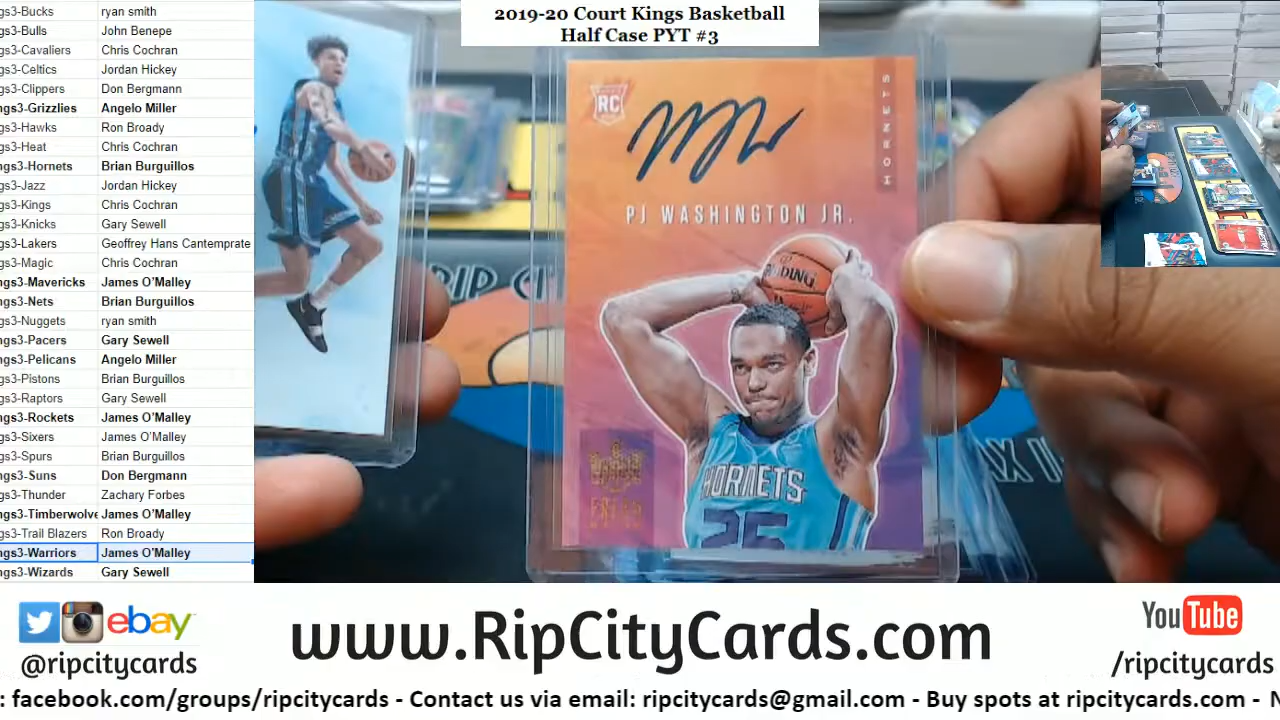 2019-20 Court Kings Basketball
Half Case PYT #3
gs3-Bucks ryan smith
gs3-Bulls John Benepe
gs3-Cavaliers Chris Cochran
gs3-Celtics Jordan Hickey
gs3-Clippers Don Bergmann
ngs3-Grizzlies Angelo Miller
gs3-Hawks Ron Broady
gs3-Heat Chris Cochran
ngs3-Hornets Brian Burguillos
gs3-Jazz Jordan Hickey
gs3-Kings Chris Cochran
gs3-Knicks Gary Sewell
gs3-Lakers Geoffrey Hans Cantemprate
gs3-Magic Chris Cochran
ngs3-Mavericks James O'Malley
ngs3-Nets Brian Burguillos
gs3-Nuggets ryan smith
ngs3-Pacers Gary Sewell
ngs3-Pelicans Angelo Miller
gs3-Pistons Brian Burguillos
gs3-Raptors Gary Sewell
ngs3-Rockets James O'Malley
gs3-Sixers James O'Malley
gs3-Spurs Brian Burguillos
ngs3-Suns Don Bergmann
gs3-Thunder Zachary Forbes
ngs3-Timberwolve James O'Malley
gs3-Trail Blazers Ron Broady
ngs3-Warriors James O'Malley
ngs3-Wizards Gary Sewell
RC
HORNETS
PJ WASHINGTON JR.
HORNETS
25
RIP C
ebay
@ripcitycards
www.RipCityCards.com
YouTube
/ripcitycards
: facebook.com/groups/ripcitycards - Contact us via email: ripcitycards@gmail.com - Buy spots at ripcitycards.com - N